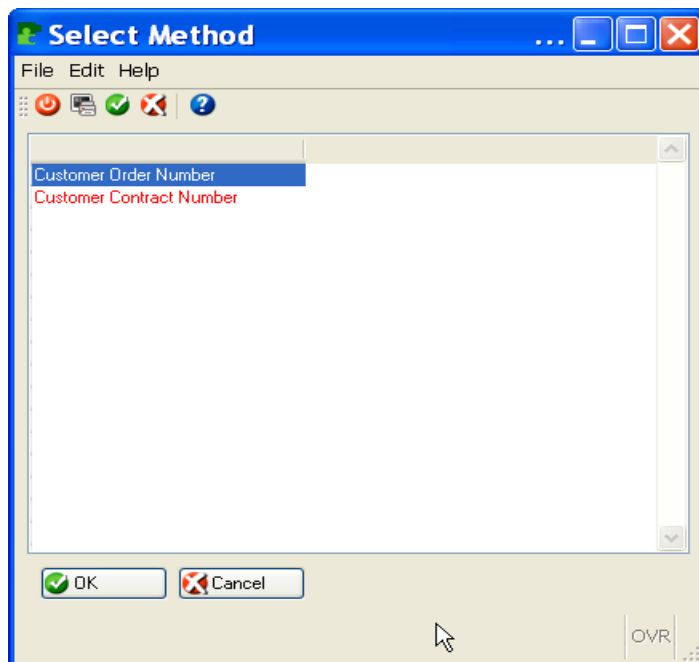 Select Method ...
File Edit Help
Customer Order Number
Customer Contract Number
OK Cancel
OVR